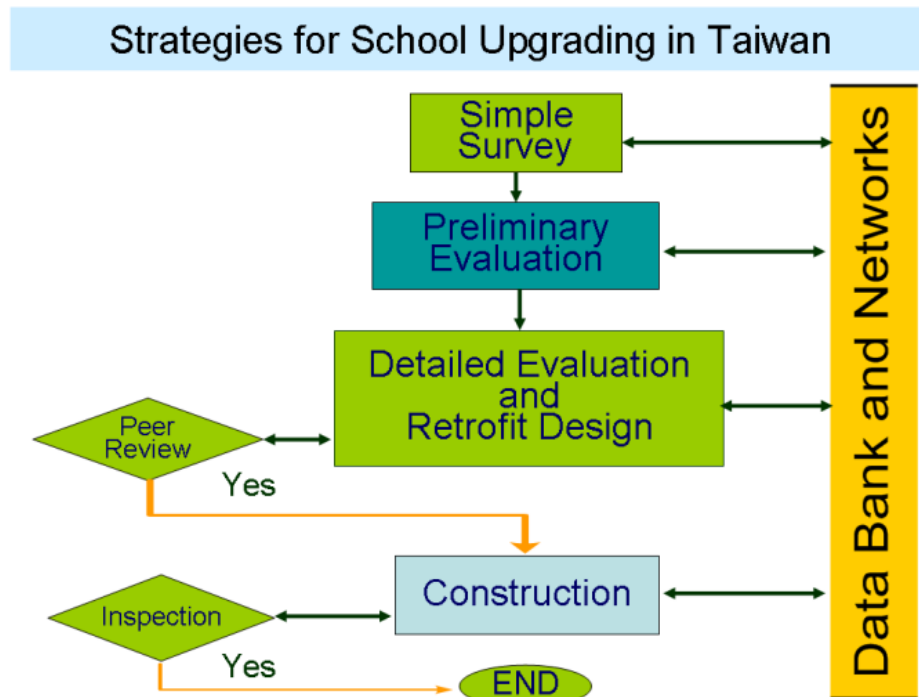 Strategies for School Upgrading in Taiwan
Simple
Survey
Preliminary
Evaluation
Detailed Evaluation
and
Retrofit Design
Peer
Review
Yes
Construction
Inspection
Yes
END
Data Bank and Networks